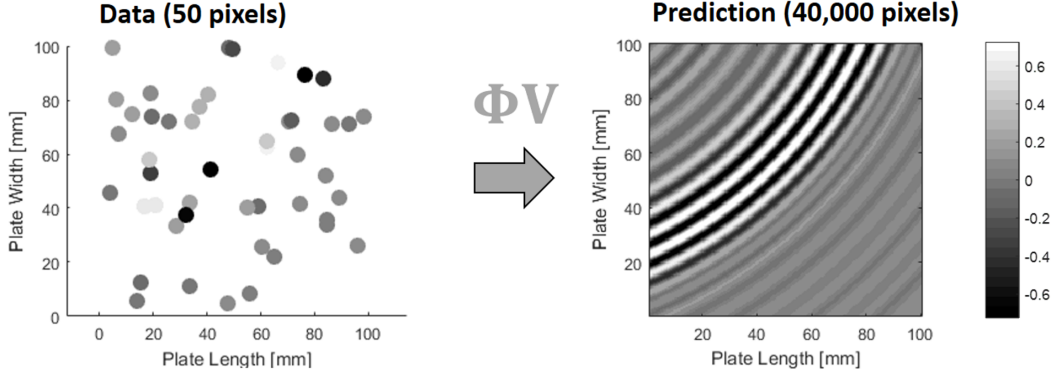 Data (50 pixels)
100
80
60
40
20
0
Plate Width [mm]
0 20 40 60 80 100
Plate Length [mm]
ΦV
Prediction (40,000 pixels)
100
80
60
40
20
Plate Width [mm]
20 40 60 80 100
Plate Length [mm]
0.6
0.4
0.2
0
-0.2
-0.4
-0.6